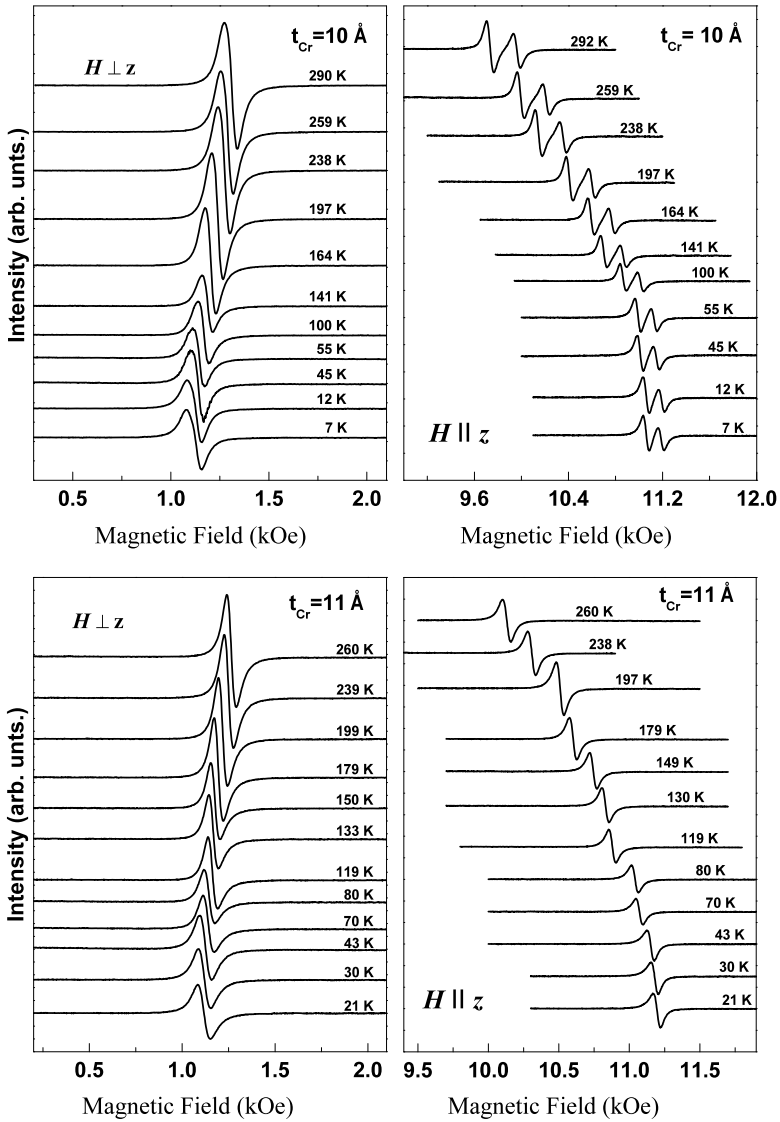 t_Cr=10 Å
H ⊥ z
290 K
259 K
238 K
197 K
164 K
141 K
100 K
55 K
45 K
12 K
7 K
Intensity (arb. unts.)
0.5 1.0 1.5 2.0
Magnetic Field (kOe)
t_Cr=10 Å
292 K
259 K
238 K
197 K
164 K
141 K
100 K
55 K
45 K
12 K
7 K
H || z
9.6 10.4 11.2 12.0
Magnetic Field (kOe)
t_Cr=11 Å
H ⊥ z
260 K
239 K
199 K
179 K
150 K
133 K
119 K
80 K
70 K
43 K
30 K
21 K
Intensity (arb. unts.)
0.5 1.0 1.5 2.0
Magnetic Field (kOe)
t_Cr=11 Å
260 K
238 K
197 K
179 K
149 K
130 K
119 K
80 K
70 K
43 K
30 K
21 K
H || z
9.5 10.0 10.5 11.0 11.5
Magnetic Field (kOe)